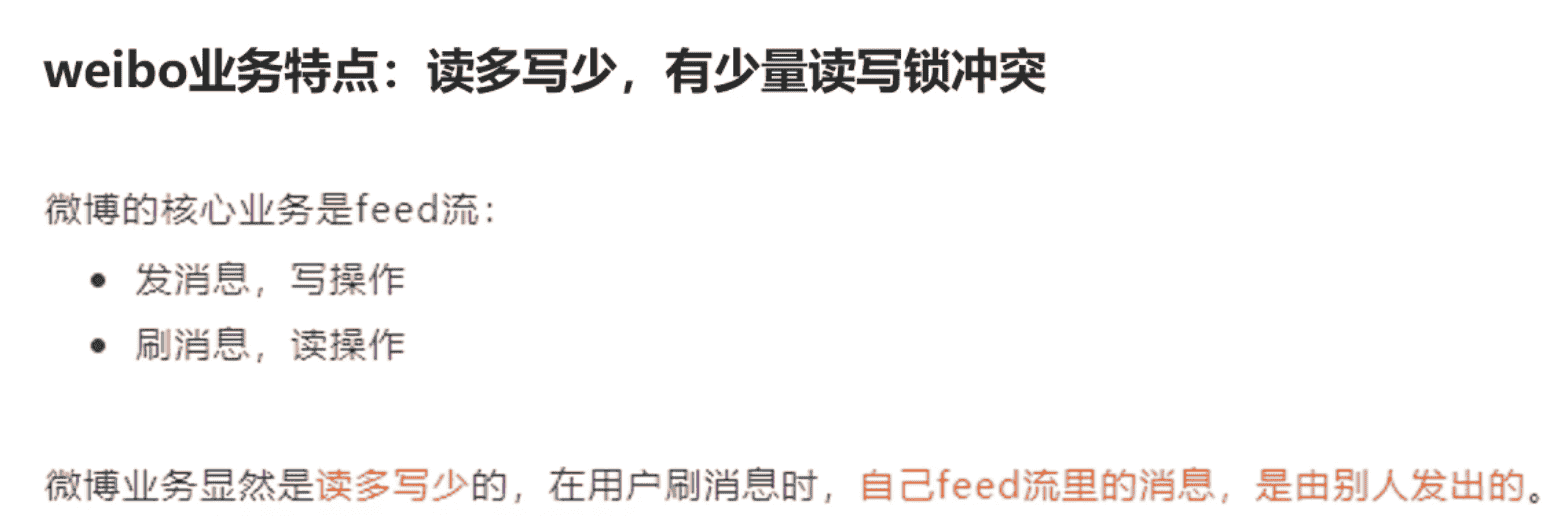 weibo业务特点：读多写少，有少量读写锁冲突
微博的核心业务是feed流：
• 发消息，写操作
• 刷消息，读操作
微博业务显然是读多写少的，在用户刷消息时，自己feed流里的消息，是由别人发出的。